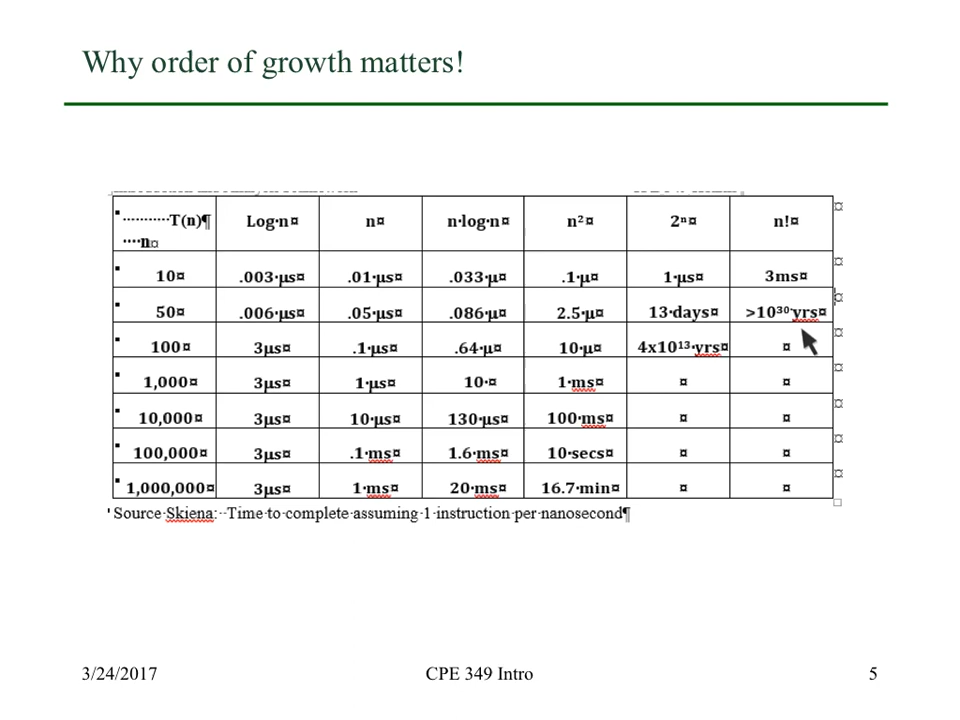 Why order of growth matters!
T(n)¶ Log·n¤ n¤ n·log·n¤ n²¤ 2ⁿ¤ n!¤ ¤
····n¤
10¤ .003·µs¤ .01·µs¤ .033·µ¤ .1·µ¤ 1·µs¤ 3ms¤ ¤
50¤ .006·µs¤ .05·µs¤ .086·µ¤ 2.5·µ¤ 13·days¤ >10³⁰·yrs¤ ¤
100¤ 3µs¤ .1·µs¤ .64·µ¤ 10·µ¤ 4x10¹³·yrs¤ ¤ ¤
1,000¤ 3µs¤ 1·µs¤ 10·¤ 1·ms¤ ¤ ¤ ¤
10,000¤ 3µs¤ 10·µs¤ 130·µs¤ 100·ms¤ ¤ ¤ ¤
100,000¤ 3µs¤ .1·ms¤ 1.6·ms¤ 10·secs¤ ¤ ¤ ¤
1,000,000¤ 3µs¤ 1·ms¤ 20·ms¤ 16.7·min¤ ¤ ¤ ¤
Source·Skiena:··Time·to·complete·assuming·1·instruction·per·nanosecond¶
3/24/2017 CPE 349 Intro 5